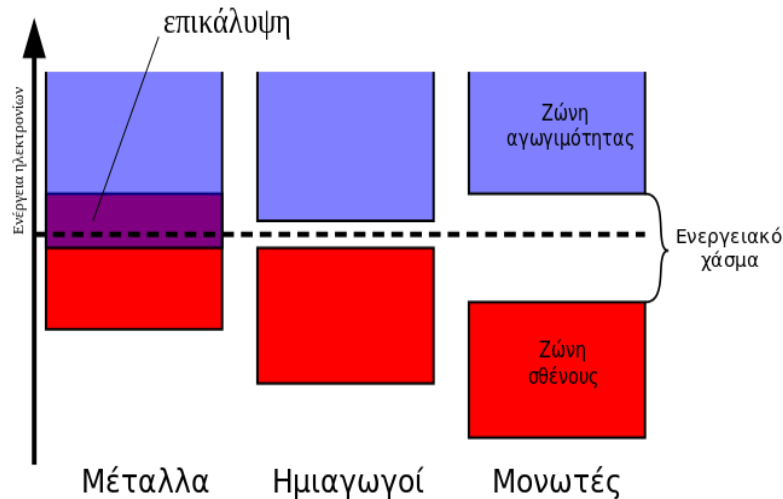 επικάλυψη
Ενέργεια ηλεκτρονίων
Ζώνη
αγωγιμότητας
Ενεργειακό
χάσμα
Ζώνη
σθένους
Μέταλλα
Ημιαγωγοί
Μονωτές